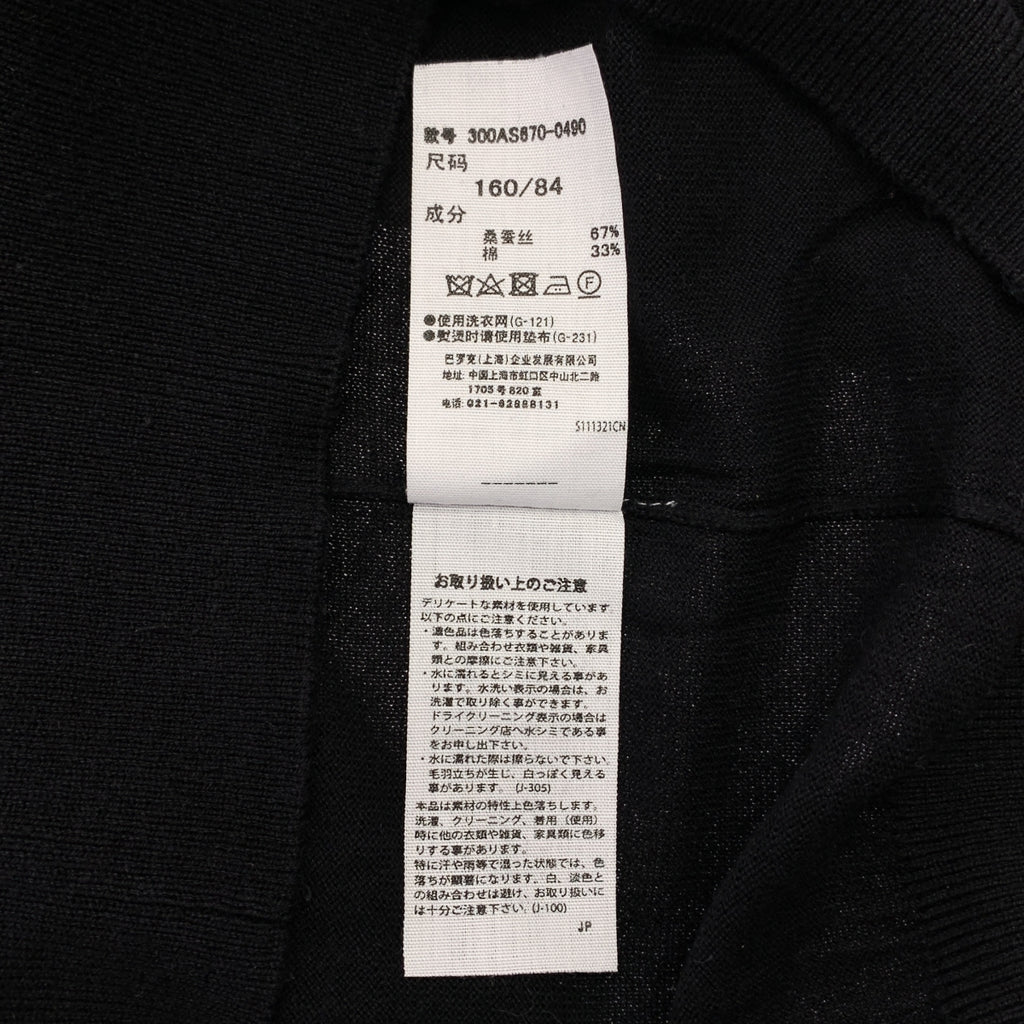 款号 300AS670-0490
尺码
160/84
成分
桑蚕丝 67%
棉 33%
F
●使用洗衣网(G-121)
●熨烫时请使用垫布(G-231)
巴罗克(上海)企业发展有限公司
地址: 中国上海市虹口区中山北二路
1705 号 820 室
电话: 021-62888131
S111321CN
お取り扱い上のご注意
デリケートな素材を使用しています
以下の点にご注意ください。
・濃色品は色落ちすることがありま
す。組み合わせ衣類や雑貨、家具
類との摩擦にご注意下さい。
・水に濡れるとシミに見える事があ
ります。水洗い表示の場合は、お
洗濯で取り除く事ができます。
ドライクリーニング表示の場合は
クリーニング店へ水シミである事
をお申し出下さい。
・水に濡れた際は擦らないで下さい。
毛羽立ちが生じ、白っぽく見える
事があります。 (J-305)
本品は素材の特性上色落ちします。
洗濯、クリーニング、着用（使用）
時に他の衣類や雑貨、家具類に色移
りする事があります。
特に汗や雨等で湿った状態では、色
落ちが顕著になります。白、淡色と
の組み合わせは避け、お取り扱いに
は十分ご注意下さい。(J-100)
JP